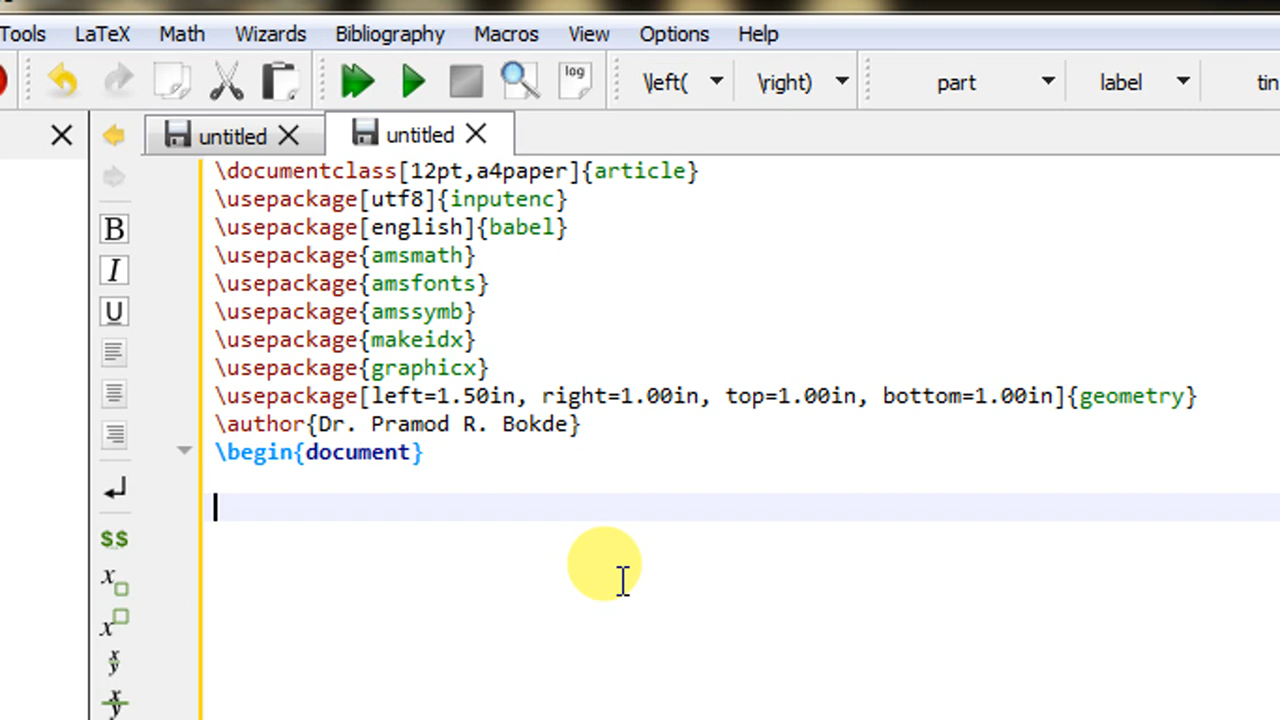 Tools LaTeX Math Wizards Bibliography Macros View Options Help
log \left( \right) part label tin
untitled untitled
\documentclass[12pt,a4paper]{article}
\usepackage[utf8]{inputenc}
\usepackage[english]{babel}
\usepackage{amsmath}
\usepackage{amsfonts}
\usepackage{amssymb}
\usepackage{makeidx}
\usepackage{graphicx}
\usepackage[left=1.50in, right=1.00in, top=1.00in, bottom=1.00in]{geometry}
\author{Dr. Pramod R. Bokde}
\begin{document}
B
I
U
$$
x
x
x
y
x
y